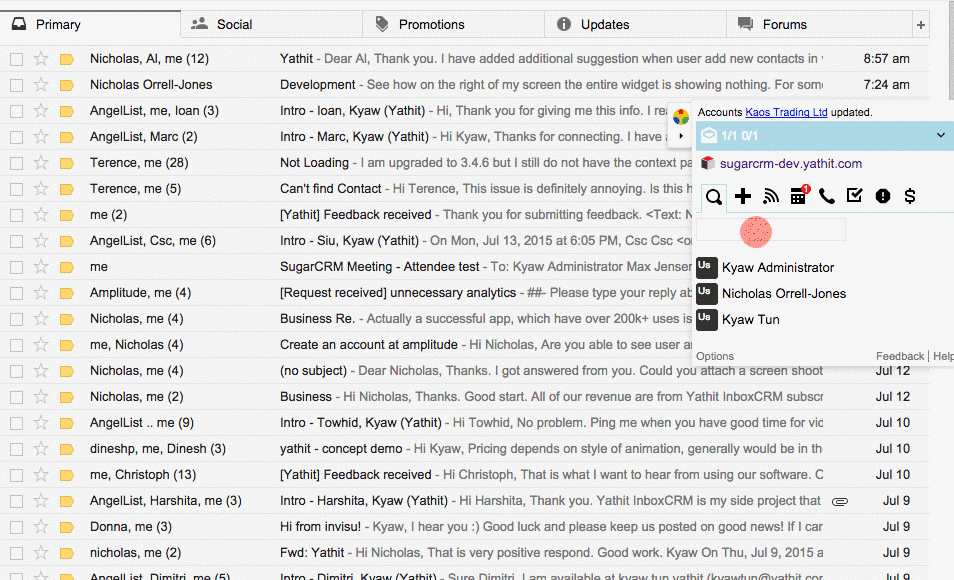 Primary Social Promotions Updates Forums +
Nicholas, Al, me (12) Yathit - Dear Al, Thank you. I have added additional suggestion when user add new contacts in 8:57 am
Nicholas Orrell-Jones Development - See how on the right of my screen the entire widget is showing nothing. For 7:24 am
AngelList, me, Ioan (3) Intro - Ioan, Kyaw (Yathit) - Hi, Thank you for giving me this info. I
Accounts Kaos Trading Ltd updated.
AngelList, Marc (2) Intro - Marc, Kyaw (Yathit) - Hi Kyaw, Thanks for connecting. I have
1/1 0/1
Terence, me (28) Not Loading - I am upgraded to 3.4.6 but I still do not have the context
sugarcrm-dev.yathit.com
Terence, me (5) Can't find Contact - Hi Terence, This issue is definitely annoying. Is this
1
me (2) [Yathit] Feedback received - Thank you for submitting feedback. <Text:
AngelList, Csc, me (6) Intro - Siu, Kyaw (Yathit) - On Mon, Jul 13, 2015 at 6:05 PM, Csc Csc
me SugarCRM Meeting - Attendee test - To: Kyaw Administrator Max Jensen
Us Kyaw Administrator
Amplitude, me (4) [Request received] unnecessary analytics - ##- Please type your reply
Us Nicholas Orrell-Jones
Nicholas, me (4) Business Re. - Actually a successful app, which have over 200k+ uses is
Us Kyaw Tun
me, Nicholas (4) Create an account at amplitude - Hi Nicholas, Are you able to see user
Options Feedback | Help
Nicholas, me (4) (no subject) - Dear Nicholas, Thanks. I got answered from you. Could you attach a screen shoot Jul 12
Nicholas, me (2) Business - Hi Nicholas, Thanks. Good start. All of our revenue are from Yathit InboxCRM Jul 12
AngelList .. me (9) Intro - Towhid, Kyaw (Yathit) - Hi Towhid, No problem. Ping me when you have good time for Jul 10
dineshp, me, Dinesh (3) yathit - concept demo - Hi Kyaw, Pricing depends on style of animation, generally would be in the Jul 10
me, Christoph (13) [Yathit] Feedback received - Hi Christoph, That is what I want to hear from using our software. Jul 10
AngelList, Harshita, me (3) Intro - Harshita, Kyaw (Yathit) - Hi Harshita, Thank you. Yathit InboxCRM is my side project that Jul 9
Donna, me (3) Hi from invisu! - Kyaw, I hear you :) Good luck and please keep us posted on good news! If I can Jul 9
nicholas, me (2) Fwd: Yathit - Hi Nicholas, That is very positive respond. Good work. Kyaw On Thu, Jul 9, 2015 Jul 9
AngelList, Dimitri, me (5) Intro - Dimitri, Kyaw (Yathit) - Sure Dimitri, I am available at kyaw.tun.yathit (kyawtun@yathit.com Jul 9